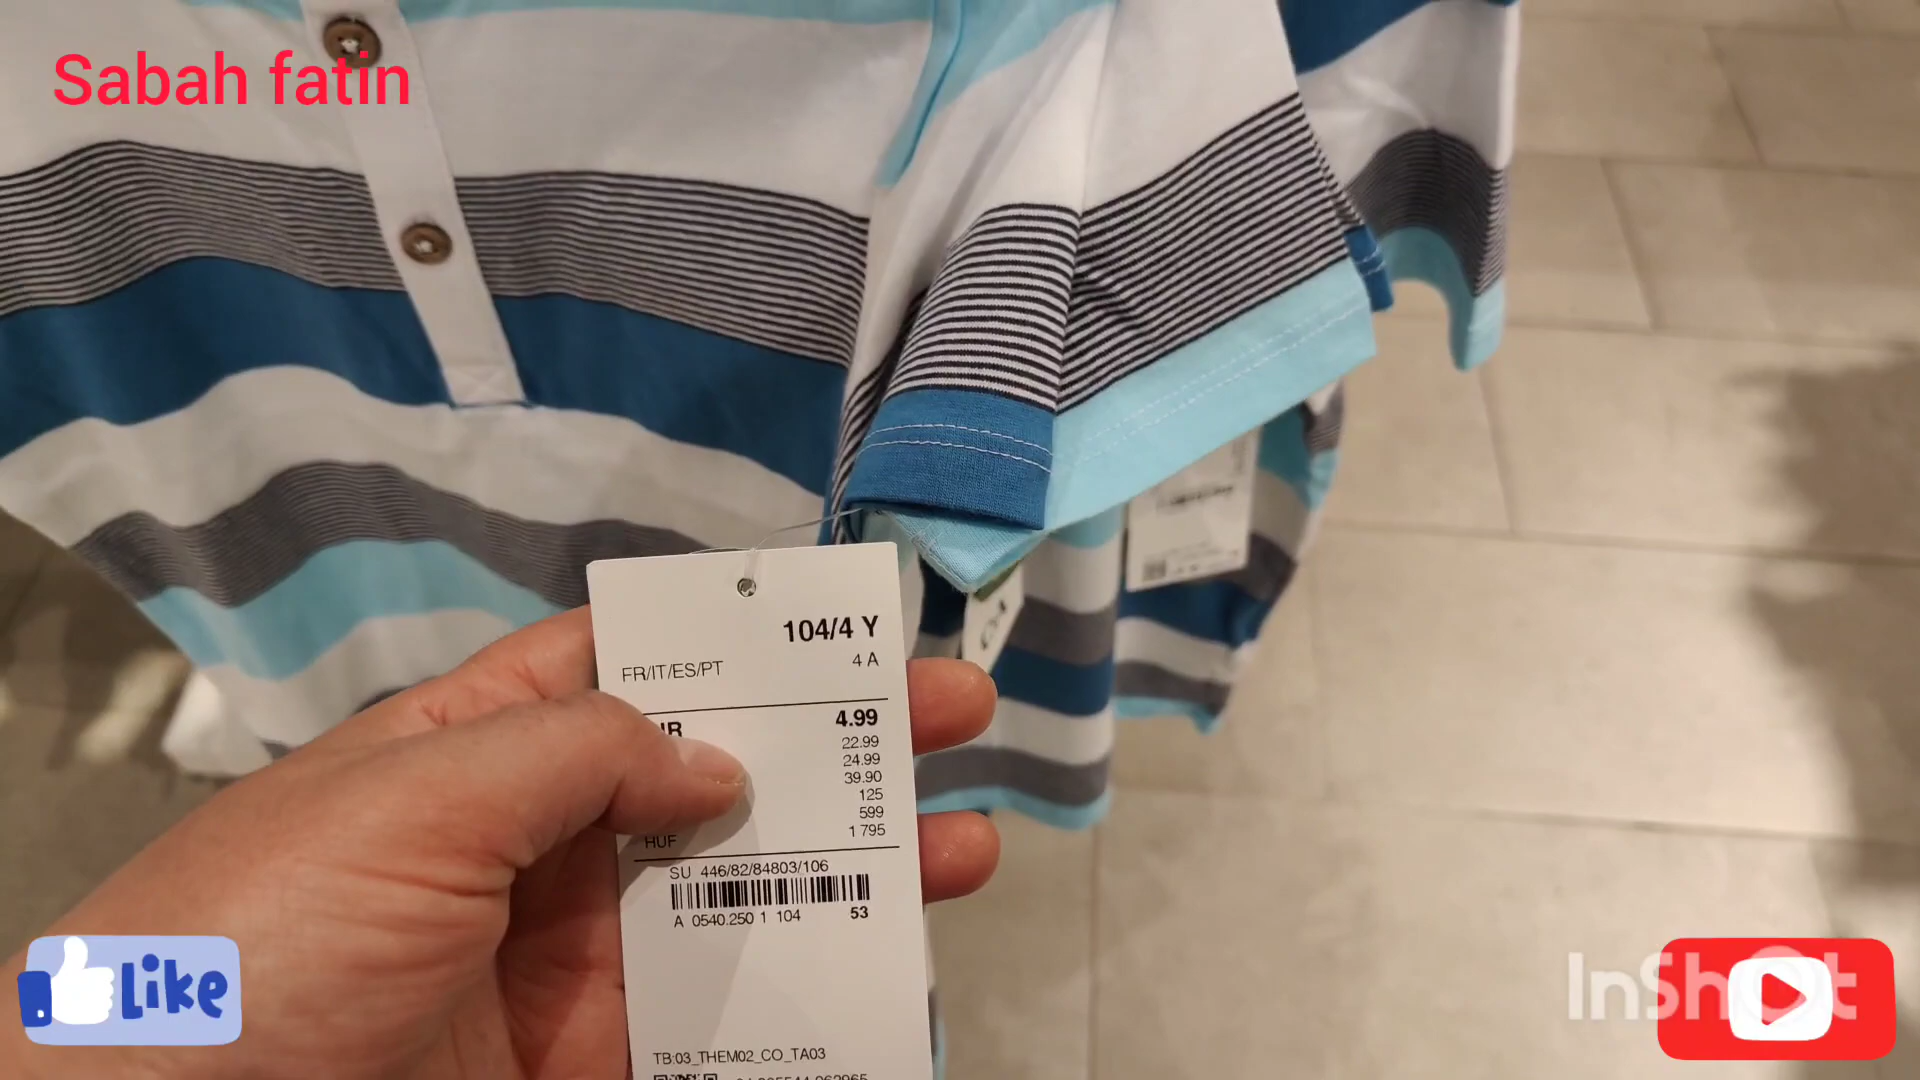 Sabah fatin
104/4 Y
FR/IT/ES/PT 4 A
4.99
22.99
24.99
39.90
125
599
HUF 1 795
SU 446/82/84803/106
A 0540.250 1 104 53
TB:03_THEM02_CO_TA03
Like
InShot